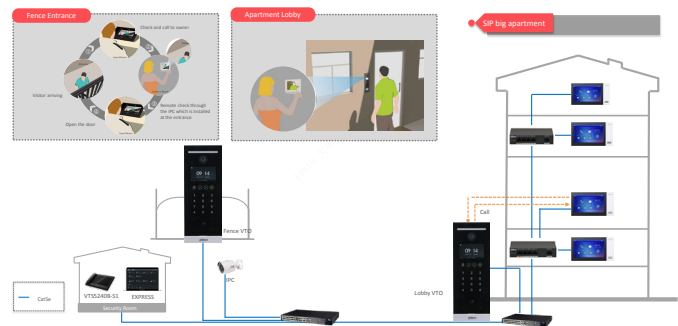 Fence Entrance
Check and call to owner
Visitor arriving
Remote check through
the IPC which is installed
at the entrance
Open the door
Apartment Lobby
SIP big apartment
09 14
Fence VTO
IPC
VTS5240B-S1
EXPRESS
Security Room
Cat5e
Call
09 14
Lobby VTO